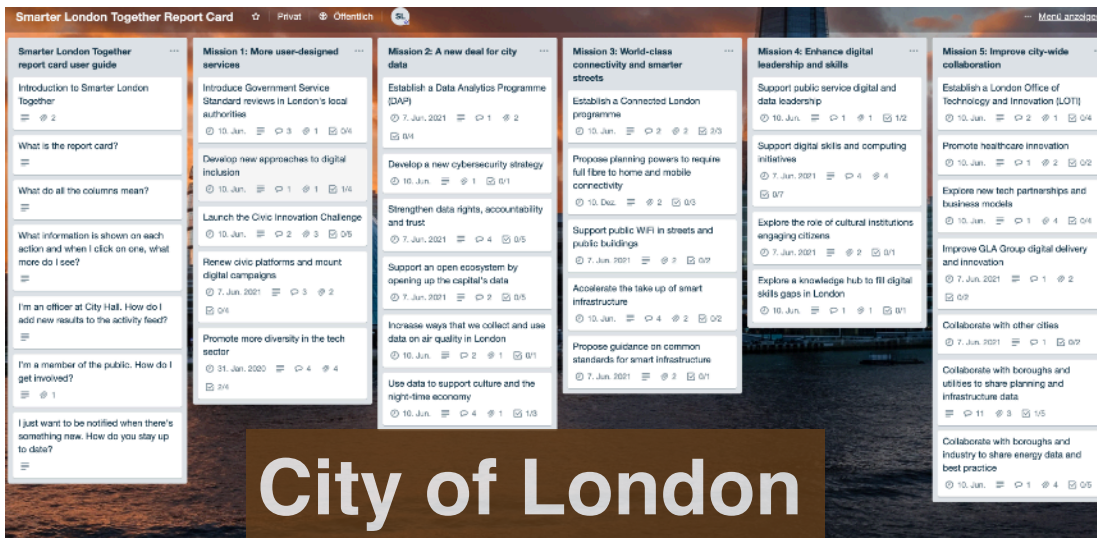 Smarter London Together Report Card
Privat
Öffentlich
SL
Menü anzeigen
Smarter London Together
report card user guide
Introduction to Smarter London
Together
2
What is the report card?
What do all the columns mean?
What information is shown on each
action and when I click on one, what
more do I see?
I'm an officer at City Hall. How do I
add new results to the activity feed?
I'm a member of the public. How do I
get involved?
1
I just want to be notified when there's
something new. How do you stay up
to date?
Mission 1: More user-designed
services
Introduce Government Service
Standard reviews in London's local
authorities
10. Jun. 3 1 0/4
Develop new approaches to digital
inclusion
10. Jun. 1 1 1/4
Launch the Civic Innovation Challenge
10. Jun. 2 3 0/5
Renew civic platforms and mount
digital campaigns
7. Jun. 2021 3 2
0/4
Promote more diversity in the tech
sector
31. Jan. 2020 4 4
2/4
Mission 2: A new deal for city
data
Establish a Data Analytics Programme
(DAP)
7. Jun. 2021 1 2
0/4
Develop a new cybersecurity strategy
10. Jun. 1 0/1
Strengthen data rights, accountability
and trust
7. Jun. 2021 4 0/5
Support an open ecosystem by
opening up the capital's data
7. Jun. 2021 2 0/5
Increase ways that we collect and use
data on air quality in London
10. Jun. 2 1 0/1
Use data to support culture and the
night-time economy
10. Jun. 4 1 1/3
Mission 3: World-class
connectivity and smarter
streets
Establish a Connected London
programme
10. Jun. 2 2 2/3
Propose planning powers to require
full fibre to home and mobile
connectivity
10. Dez. 2 0/3
Support public WiFi in streets and
public buildings
7. Jun. 2021 2 0/2
Accelerate the take up of smart
infrastructure
10. Jun. 4 2 0/2
Propose guidance on common
standards for smart infrastructure
7. Jun. 2021 2 0/1
Mission 4: Enhance digital
leadership and skills
Support public service digital and
data leadership
10. Jun. 1 1 1/2
Support digital skills and computing
initiatives
7. Jun. 2021 4 4
0/7
Explore the role of cultural institutions
engaging citizens
7. Jun. 2021 2 0/1
Explore a knowledge hub to fill digital
skills gaps in London
10. Jun. 1 1 0/1
Mission 5: Improve city-wide
collaboration
Establish a London Office of
Technology and Innovation (LOTI)
10. Jun. 2 1 0/4
Promote healthcare innovation
10. Jun. 1 2 0/2
Explore new tech partnerships and
business models
10. Jun. 1 4 0/4
Improve GLA Group digital delivery
and innovation
7. Jun. 2021 1 2
0/2
Collaborate with other cities
7. Jun. 2021 1 0/2
Collaborate with boroughs and
utilities to share planning and
infrastructure data
11 3 1/5
Collaborate with boroughs and
industry to share energy data and
best practice
10. Jun. 1 4 0/5
City of London